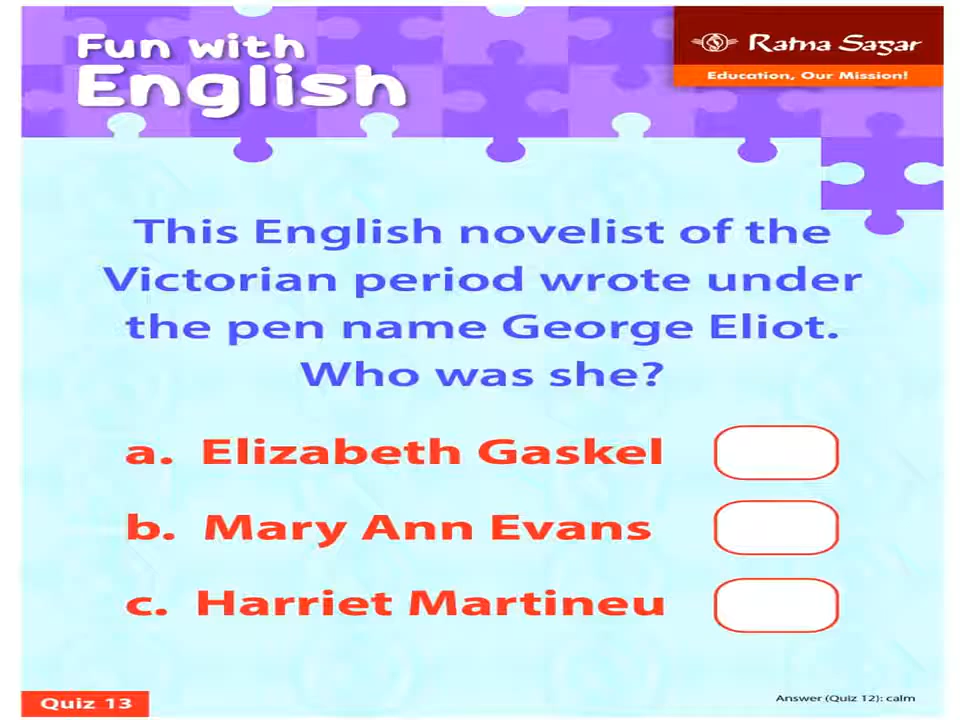 Fun with
English
Ratna Sagar
Education, Our Mission!
This English novelist of the
Victorian period wrote under
the pen name George Eliot.
Who was she?
a. Elizabeth Gaskel
b. Mary Ann Evans
c. Harriet Martineu
Quiz 13
Answer (Quiz 12): calm